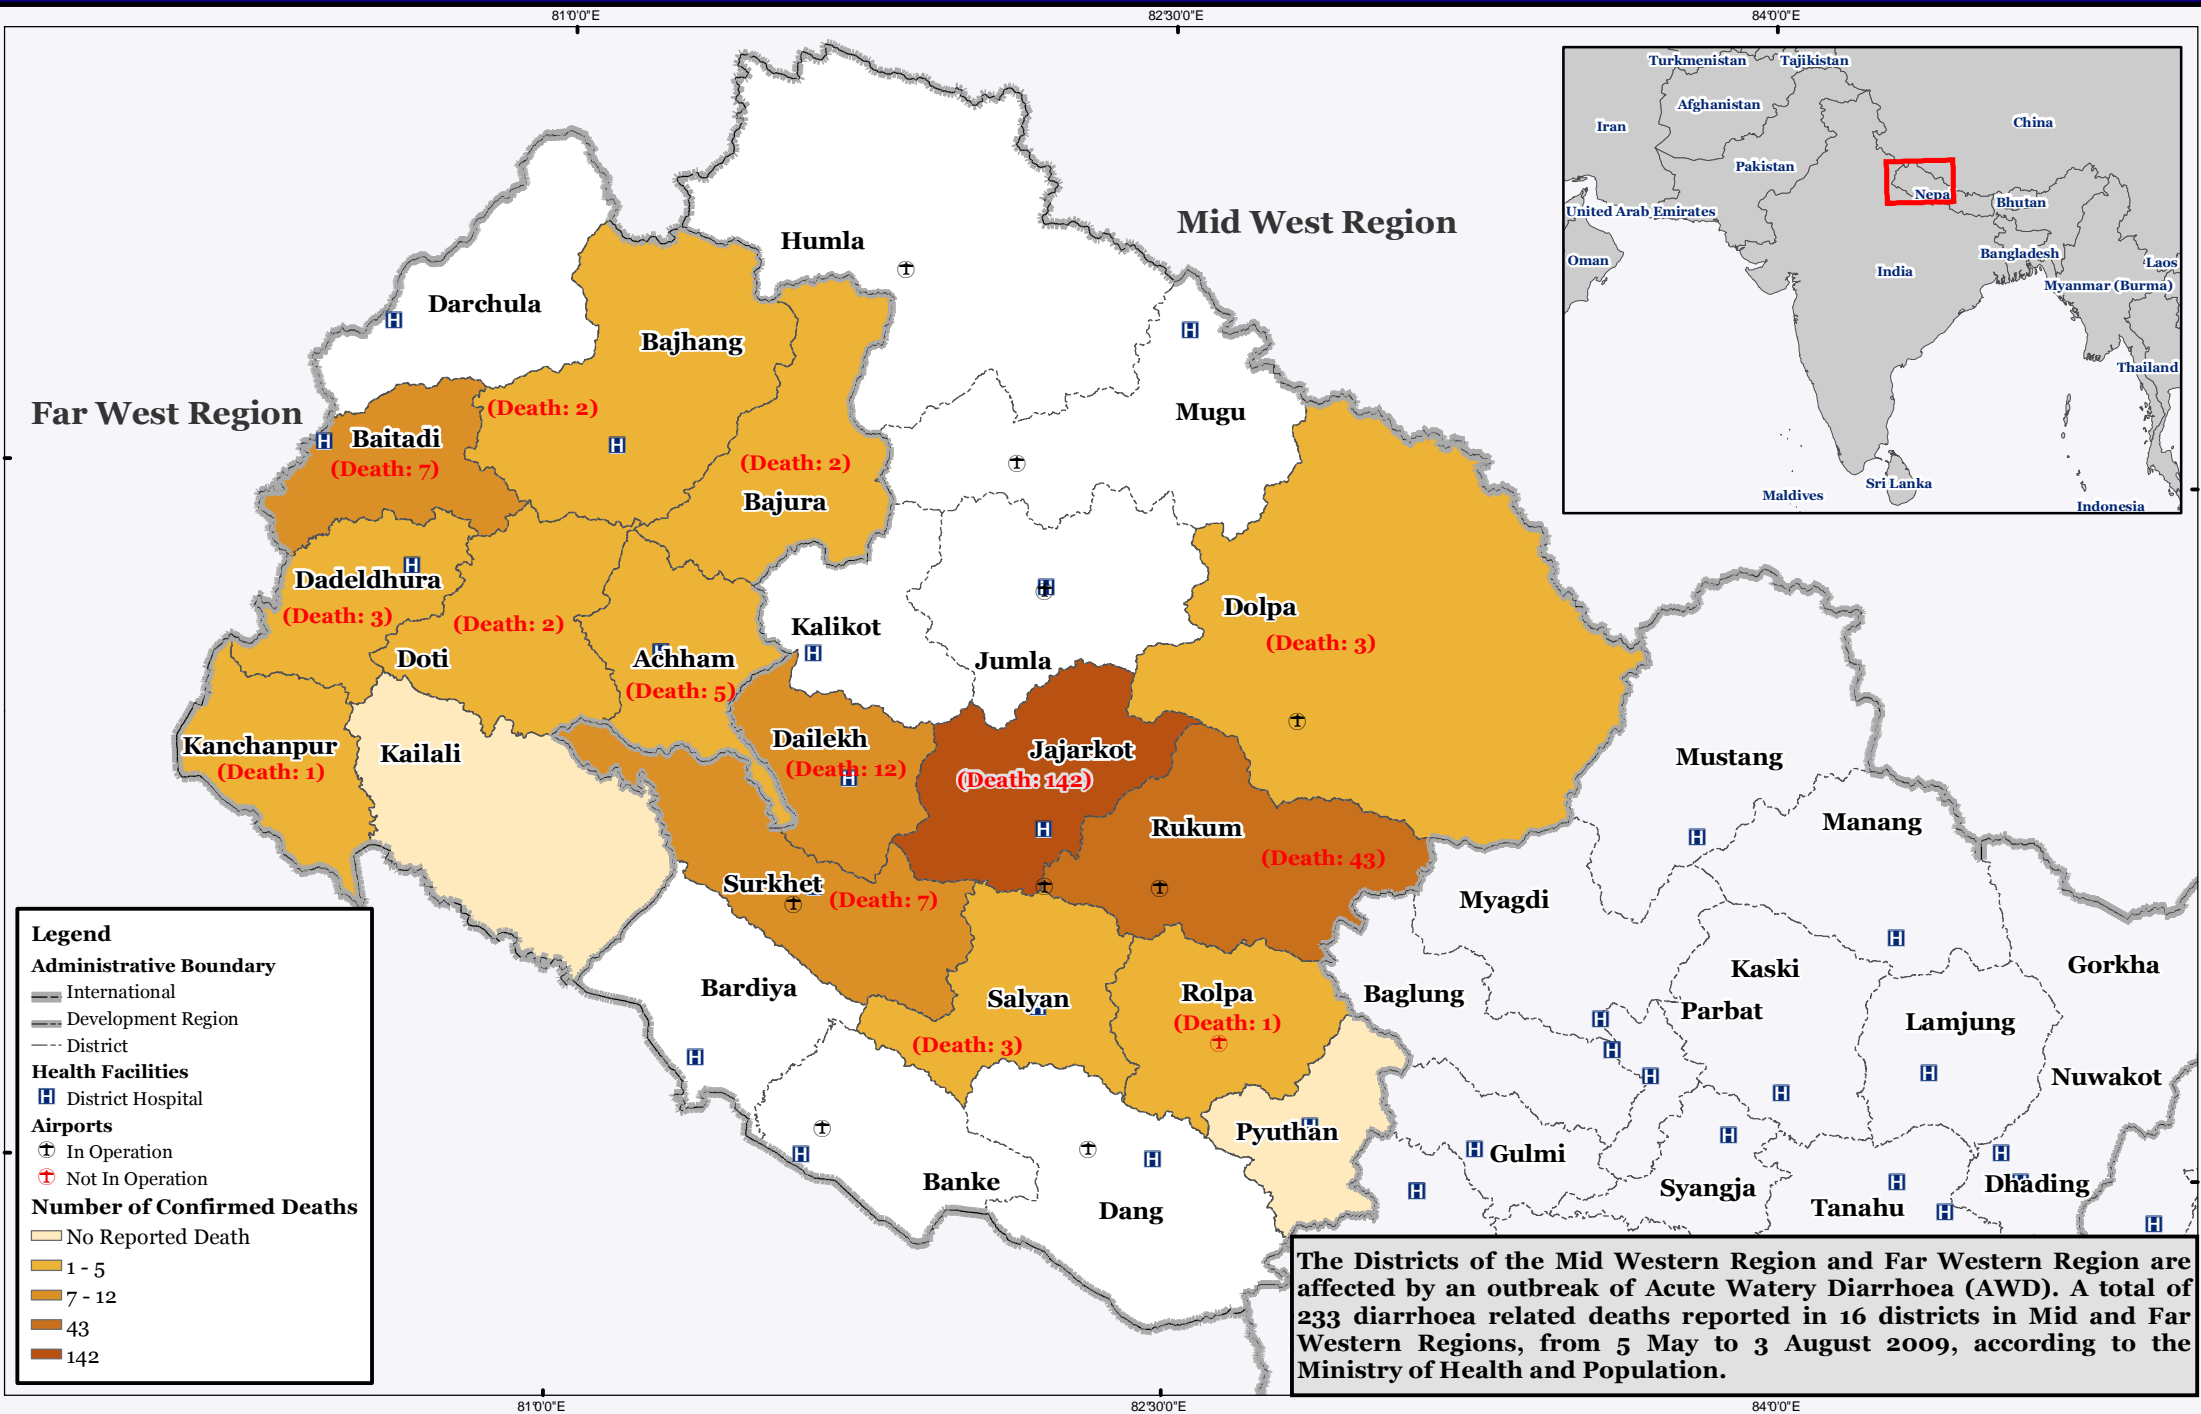 81°0'0"E
82°30'0"E
84°0'0"E
Turkmenistan
Tajikistan
Afghanistan
Iran
China
Pakistan
Nepa
United Arab Emirates
Bhutan
Oman
Bangladesh
India
Laos
Myanmar (Burma)
Thailand
Sri Lanka
Maldives
Indonesia
Mid West Region
Far West Region
Humla
Darchula
Bajhang
(Death: 2)
Mugu
Baitadi
(Death: 7)
(Death: 2)
Bajura
Dadeldhura
(Death: 3)
(Death: 2)
Doti
Achham
(Death: 5)
Kalikot
Jumla
Dolpa
(Death: 3)
Kanchanpur
(Death: 1)
Kailali
Dailekh
(Death: 12)
Jajarkot
(Death: 142)
Rukum
(Death: 43)
Surkhet
(Death: 7)
Mustang
Manang
Myagdi
Bardiya
Salyan
(Death: 3)
Rolpa
(Death: 1)
Baglung
Kaski
Parbat
Gorkha
Lamjung
Nuwakot
Pyuthan
Gulmi
Banke
Dang
Syangja
Tanahu
Dhading
Legend
Administrative Boundary
International
Development Region
District
Health Facilities
H District Hospital
Airports
In Operation
Not In Operation
Number of Confirmed Deaths
No Reported Death
1 - 5
7 - 12
43
142
The Districts of the Mid Western Region and Far Western Region are
affected by an outbreak of Acute Watery Diarrhoea (AWD). A total of
233 diarrhoea related deaths reported in 16 districts in Mid and Far
Western Regions, from 5 May to 3 August 2009, according to the
Ministry of Health and Population.
81°0'0"E
82°30'0"E
84°0'0"E